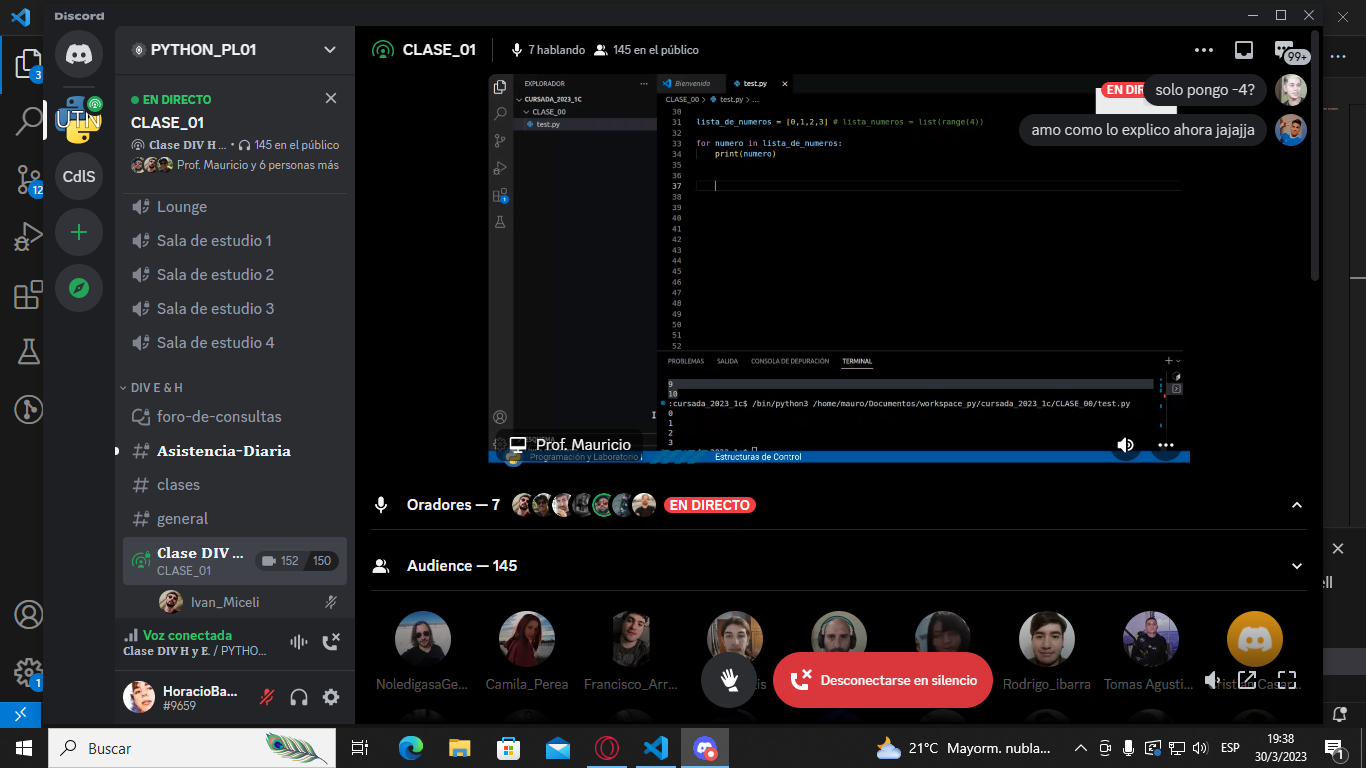 Discord
PYTHON_PL01
EN DIRECTO
CLASE_01
Clase DIV H ... • 145 en el público
Prof. Mauricio y 6 personas más
Lounge
Sala de estudio 1
Sala de estudio 2
Sala de estudio 3
Sala de estudio 4
DIV E & H
foro-de-consultas
Asistencia-Diaria
clases
general
Clase DIV ...
152 150
CLASE_01
Ivan_Miceli
Voz conectada
Clase DIV H y E. / PYTHO...
HoracioBa...
#9659
UTN
CdlS
3
12
1
CLASE_01
7 hablando 145 en el público
99+
EXPLORADOR
CURSADA_2023_1C
CLASE_00
test.py
Bienvenido
test.py
CLASE_00 > test.py > ...
30
31 lista_de_numeros = [0,1,2,3] # lista_numeros = list(range(4))
32
33 for numero in lista_de_numeros:
34 print(numero)
35
36
37
38
39
40
41
42
43
44
45
46
47
48
49
50
51
52
solo pongo -4?
amo como lo explico ahora jajajja
PROBLEMAS SALIDA CONSOLA DE DEPURACIÓN TERMINAL
9
10
:cursada_2023_1c$ /bin/python3 /home/mauro/Documentos/workspace_py/cursada_2023_1c/CLASE_00/test.py
0
1
2
3
Prof. Mauricio
Programación y Laboratorio
Estructuras de Control
Oradores — 7
EN DIRECTO
Audience — 145
NoledigasaGe...
Camila_Perea
Francisco_Arr...
Rodrigo_ibarra
Tomas Agusti...
Desconectarse en silencio
Buscar
21°C Mayorm. nubla...
ESP
19:38
30/3/2023
1